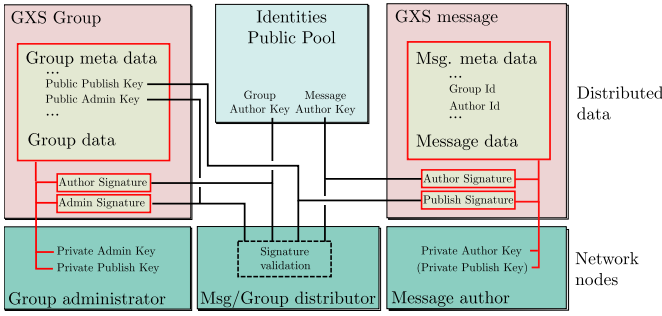 GXS Group
Group meta data
...
Public Publish Key
Public Admin Key
...
Group data
Author Signature
Admin Signature
Identities
Public Pool
Group
Author Key
Message
Author Key
GXS message
Msg. meta data
...
Group Id
Author Id
...
Message data
Author Signature
Publish Signature
Distributed
data
Private Admin Key
Private Publish Key
Group administrator
Signature
validation
Msg/Group distributor
Private Author Key
(Private Publish Key)
Message author
Network
nodes